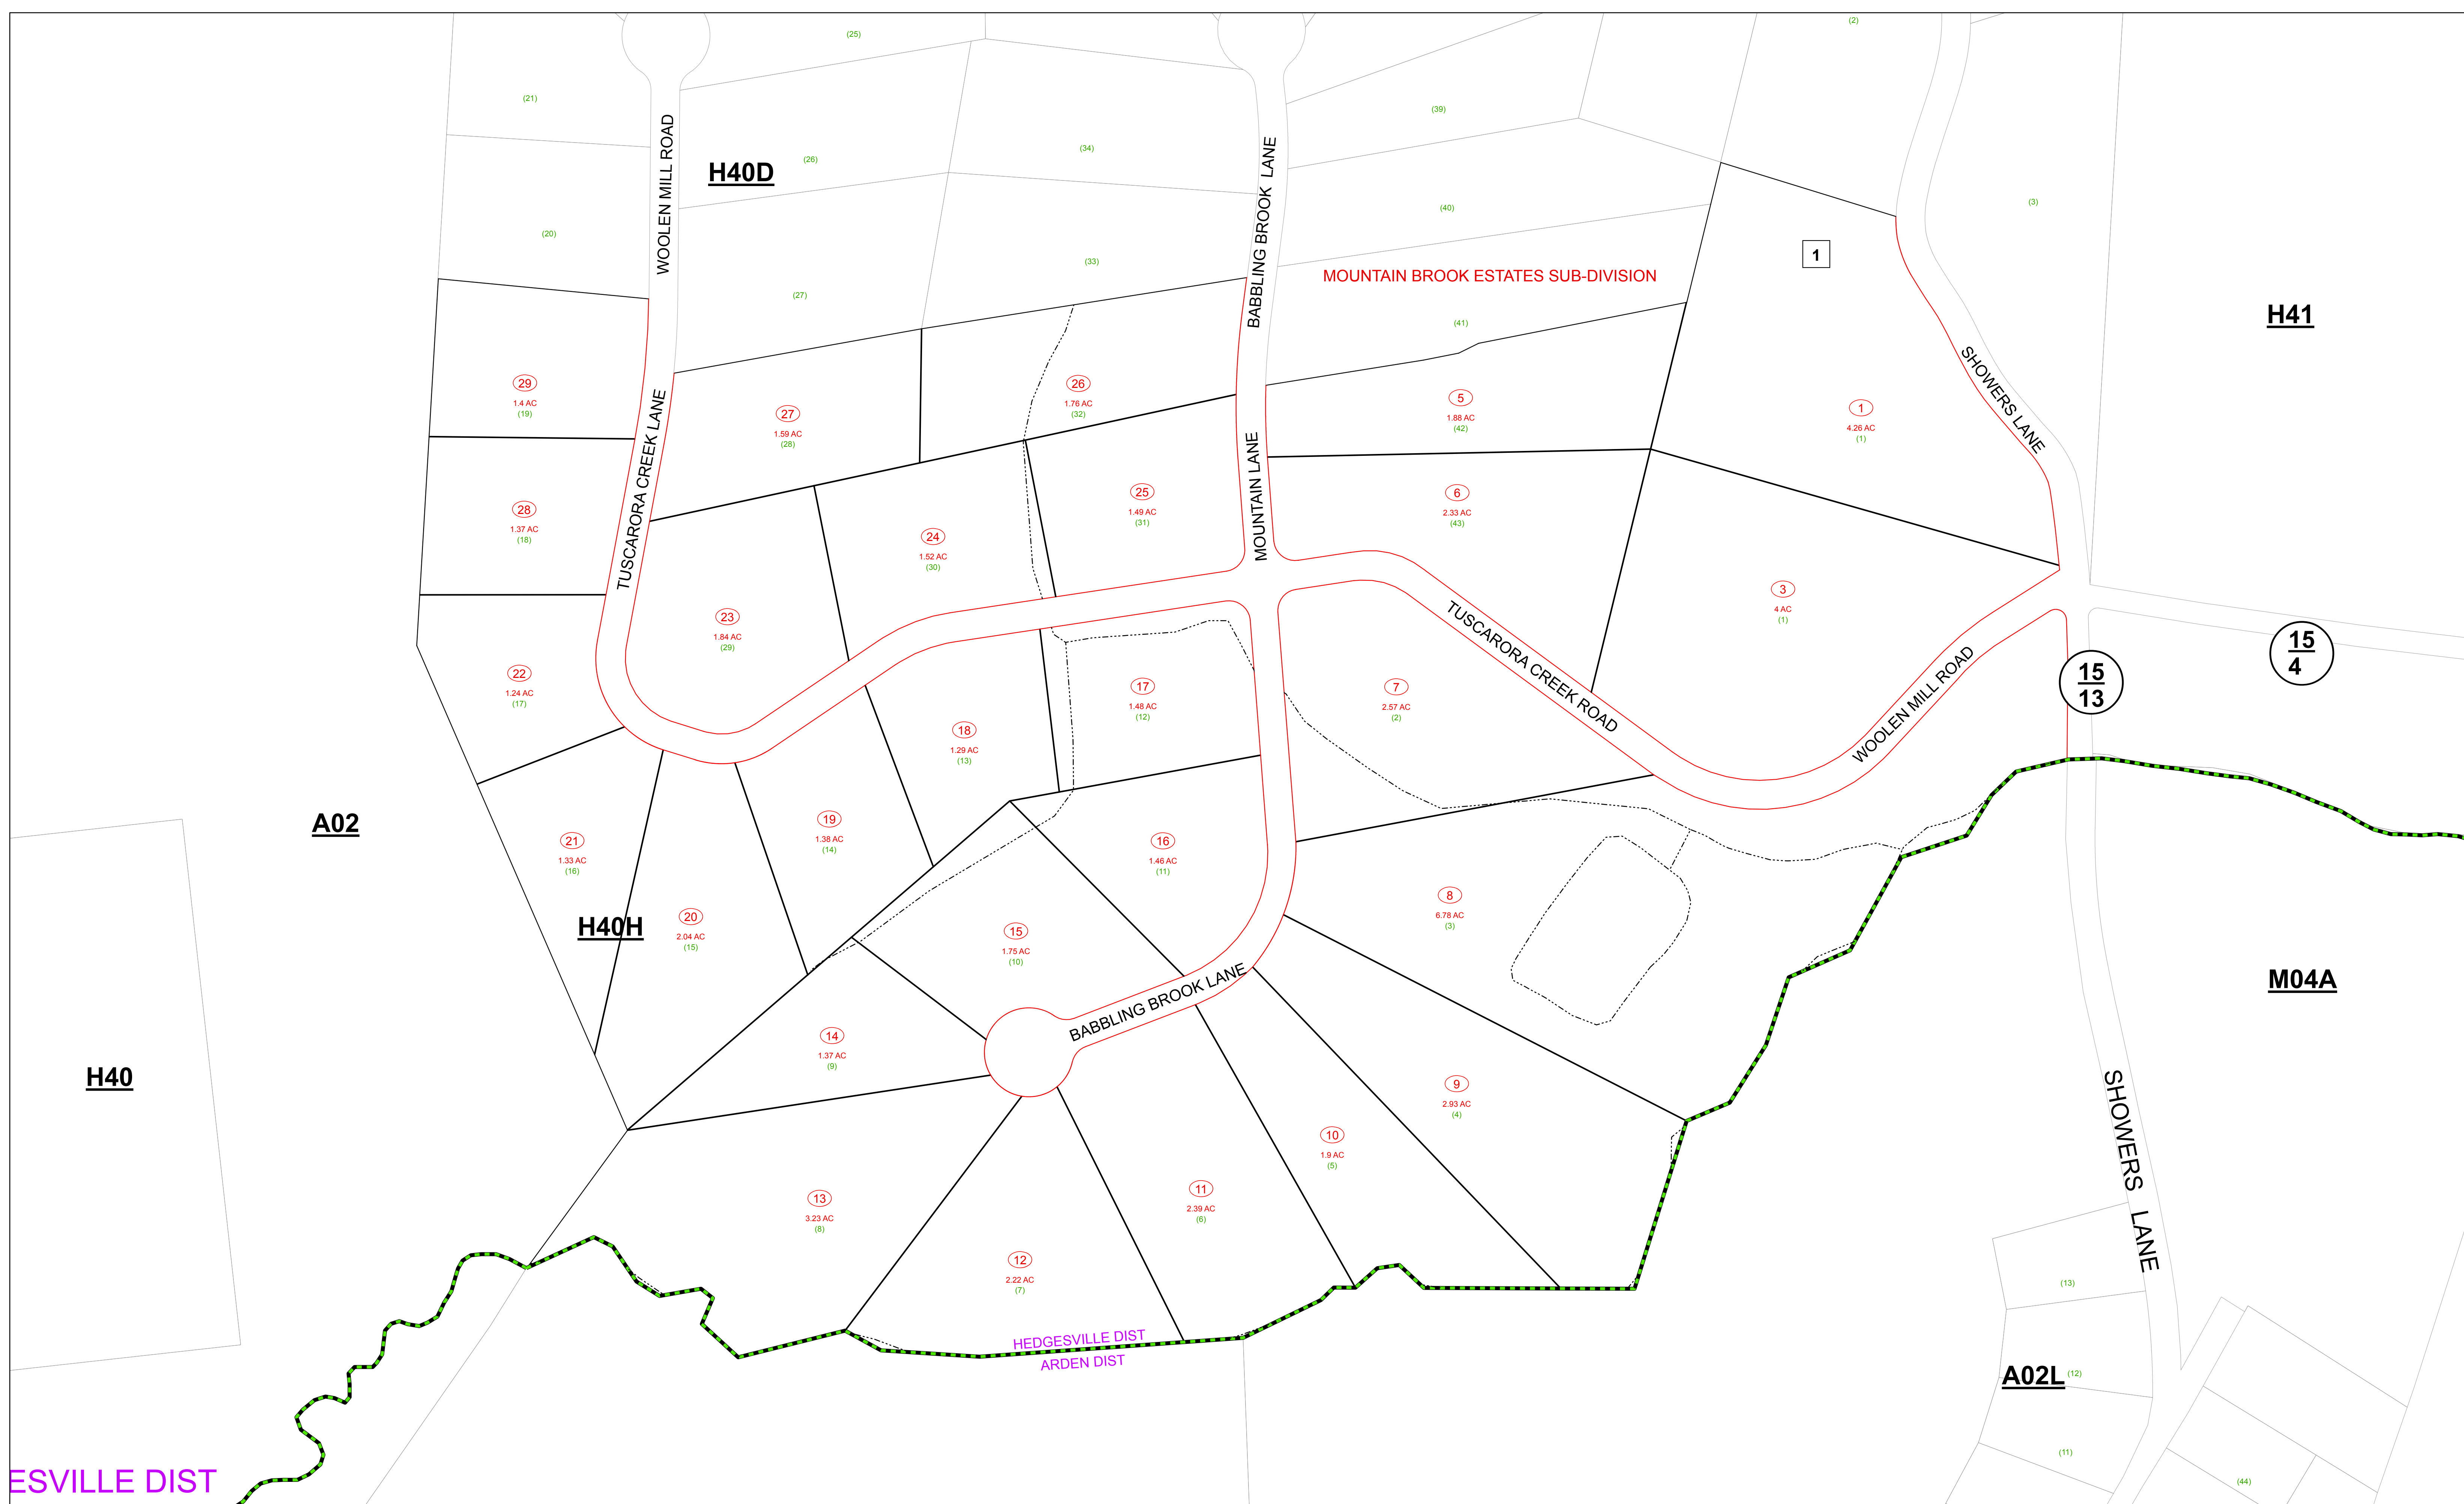 (2)
(25)
(21)
(39)
WOOLEN MILL ROAD
H40D
(26)
(34)
BABBLING BROOK LANE
(3)
(40)
(20)
1
(33)
MOUNTAIN BROOK ESTATES SUB-DIVISION
(27)
H41
(41)
SHOWERS LANE
29
1.4 AC
(19)
27
1.59 AC
(28)
26
1.76 AC
(32)
5
1.88 AC
(42)
1
4.26 AC
(1)
TUSCARORA CREEK LANE
MOUNTAIN LANE
28
1.37 AC
(18)
24
1.52 AC
(30)
25
1.49 AC
(31)
6
2.33 AC
(43)
3
4 AC
(1)
23
1.84 AC
(29)
TUSCARORA CREEK ROAD
WOOLEN MILL ROAD
15
4
15
13
22
1.24 AC
(17)
18
1.29 AC
(13)
17
1.48 AC
(12)
7
2.57 AC
(2)
A02
21
1.33 AC
(16)
19
1.38 AC
(14)
16
1.46 AC
(11)
8
6.78 AC
(3)
H40H
20
2.04 AC
(15)
15
1.75 AC
(10)
M04A
BABBLING BROOK LANE
H40
14
1.37 AC
(9)
9
2.93 AC
(4)
10
1.9 AC
(5)
SHOWERS LANE
13
3.23 AC
(8)
11
2.39 AC
(6)
12
2.22 AC
(7)
(13)
HEDGESVILLE DIST
ARDEN DIST
A02L
(12)
(11)
ESVILLE DIST
(44)